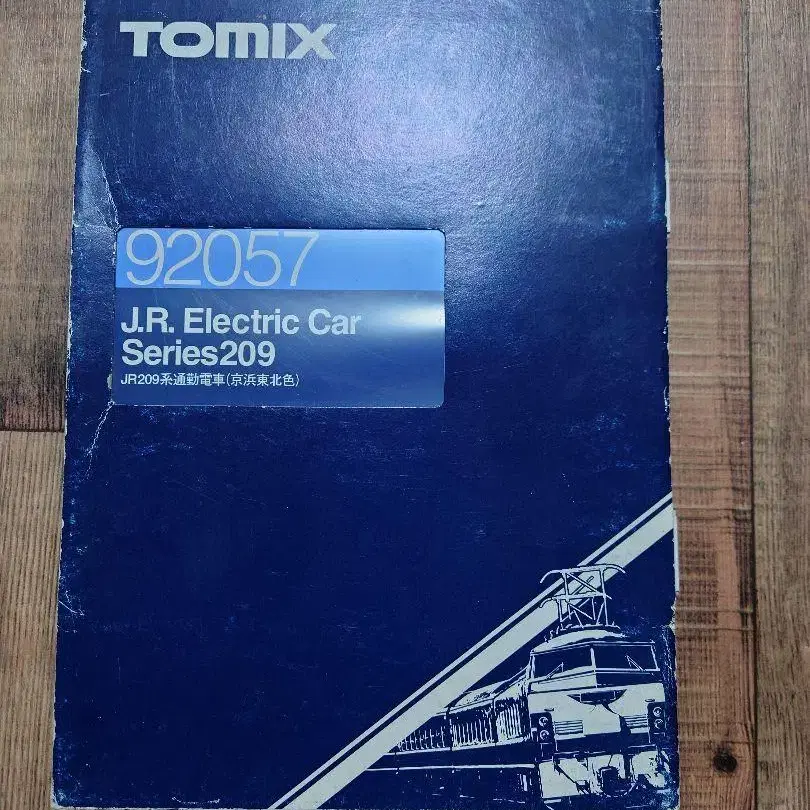 TOMIX
92057
J.R. Electric Car
Series209
JR209系通勤電車(京浜東北色)